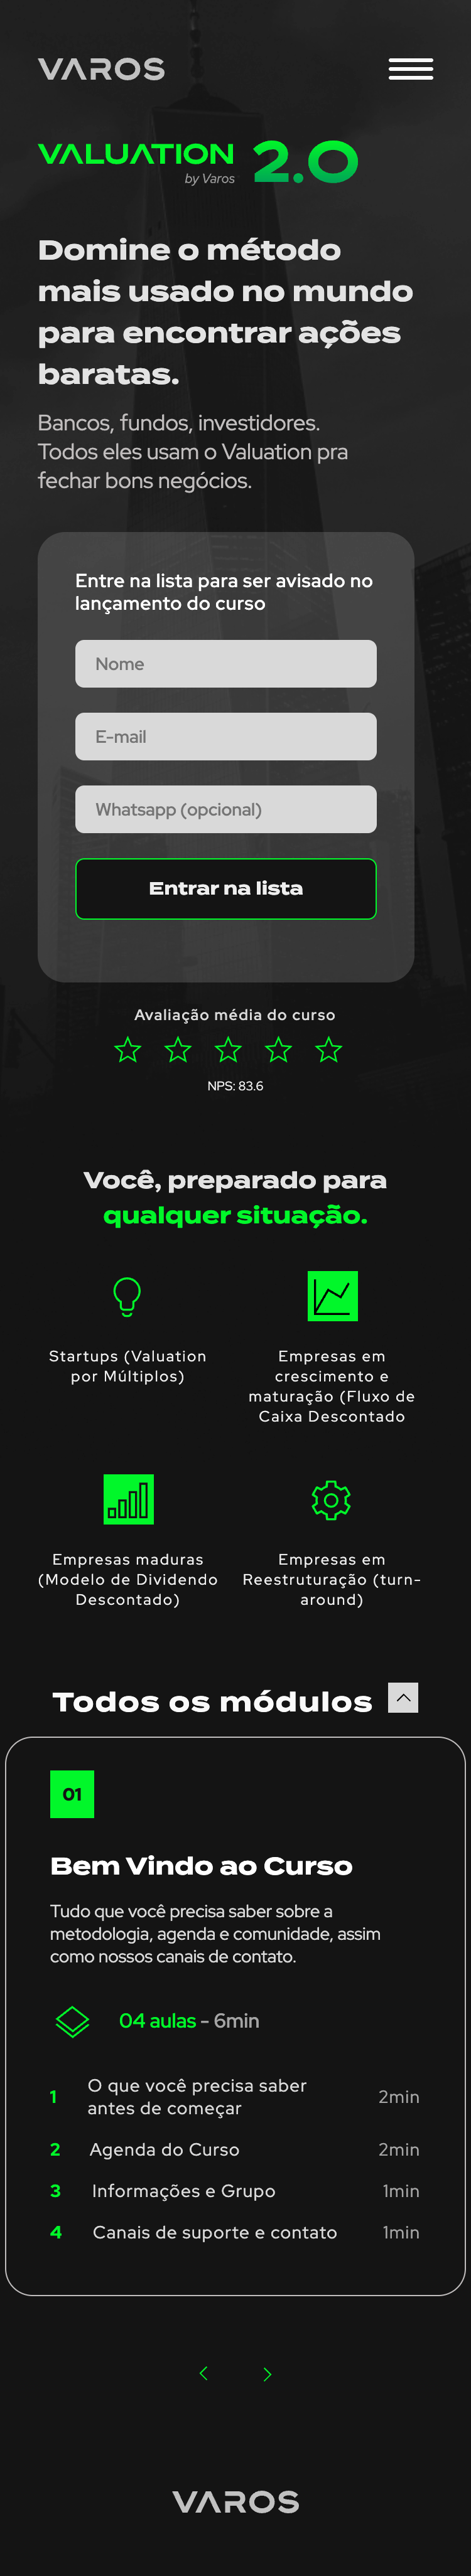 VAROS
VALUATION 2.0
by Varos
Domine o método
mais usado no mundo
para encontrar ações
baratas.
Bancos, fundos, investidores.
Todos eles usam o Valuation pra
fechar bons negócios.
Entre na lista para ser avisado no
lançamento do curso
Nome
E-mail
Whatsapp (opcional)
Entrar na lista
Avaliação média do curso
NPS: 83.6
Você, preparado para
qualquer situação.
Startups (Valuation
por Múltiplos)
Empresas em
crescimento e
maturação (Fluxo de
Caixa Descontado
Empresas maduras
(Modelo de Dividendo
Descontado)
Empresas em
Reestruturação (turn-
around)
Todos os módulos
01
Bem Vindo ao Curso
Tudo que você precisa saber sobre a
metodologia, agenda e comunidade, assim
como nossos canais de contato.
04 aulas - 6min
1 O que você precisa saber
antes de começar 2min
2 Agenda do Curso 2min
3 Informações e Grupo 1min
4 Canais de suporte e contato 1min
VAROS